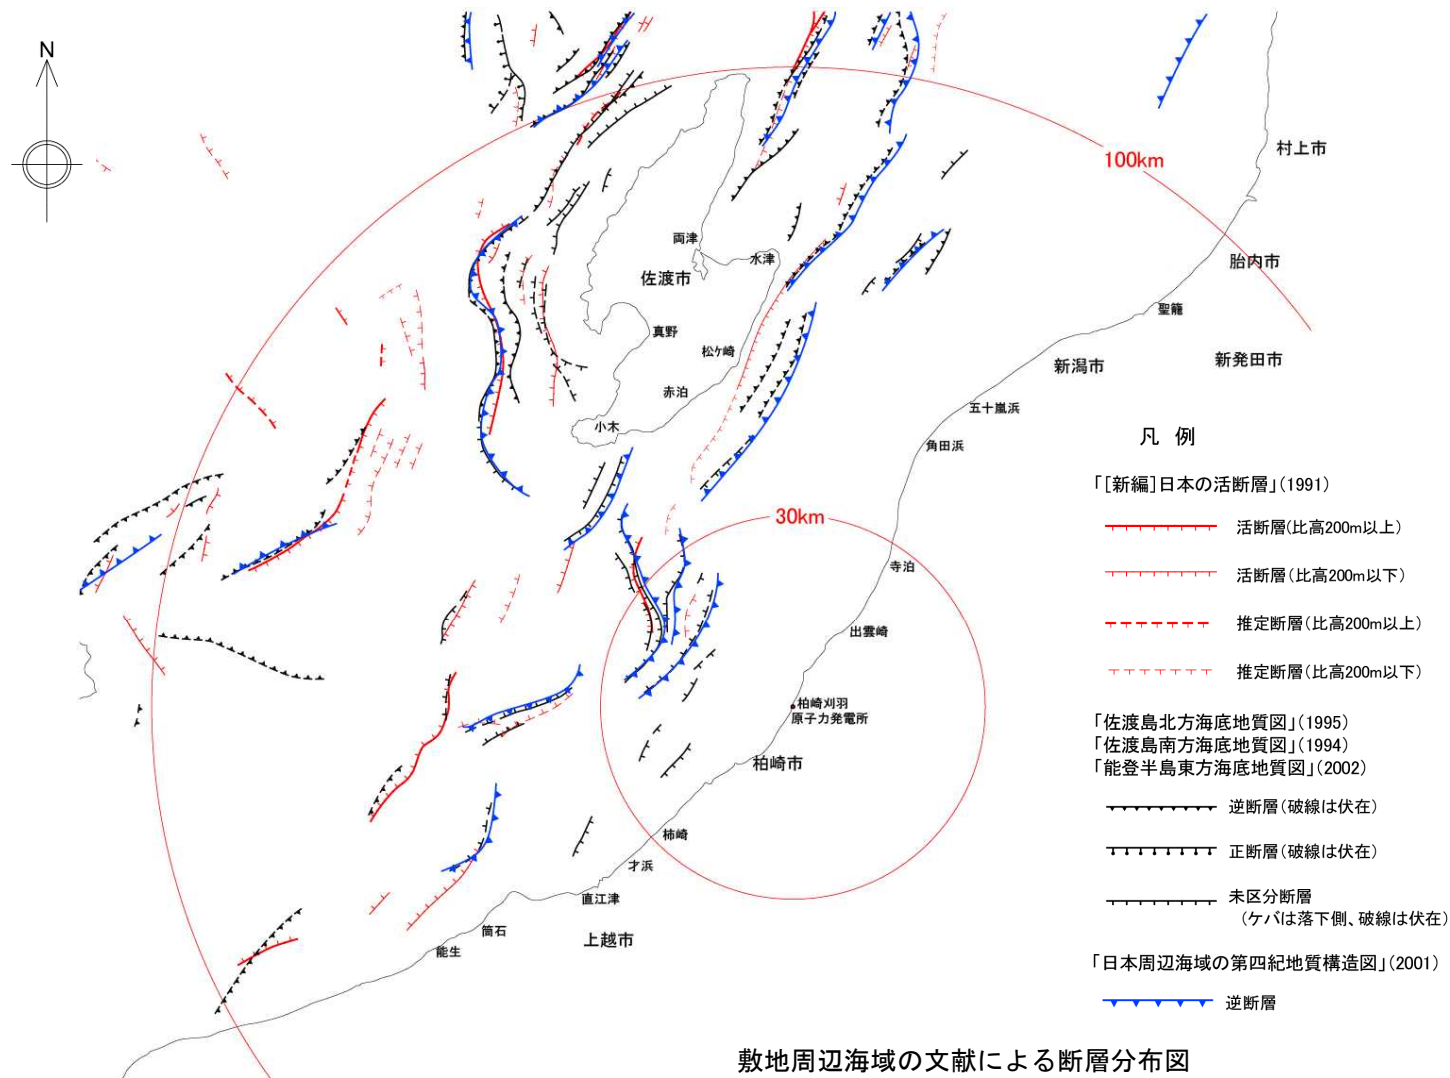 N
100km
村上市
両津
水津
胎内市
佐渡市
聖籠
真野
松ケ崎
新潟市
新発田市
赤泊
五十嵐浜
小木
角田浜
凡 例
「[新編]日本の活断層」(1991)
30km
活断層(比高200m以上)
寺泊
活断層(比高200m以下)
出雲崎
推定断層(比高200m以上)
推定断層(比高200m以下)
柏崎刈羽
原子力発電所
「佐渡島北方海底地質図」(1995)
「佐渡島南方海底地質図」(1994)
「能登半島東方海底地質図」(2002)
柏崎市
逆断層(破線は伏在)
柿崎
正断層(破線は伏在)
才浜
直江津
未区分断層
(ケバは落下側、破線は伏在)
筒石
上越市
能生
「日本周辺海域の第四紀地質構造図」(2001)
逆断層
敷地周辺海域の文献による断層分布図